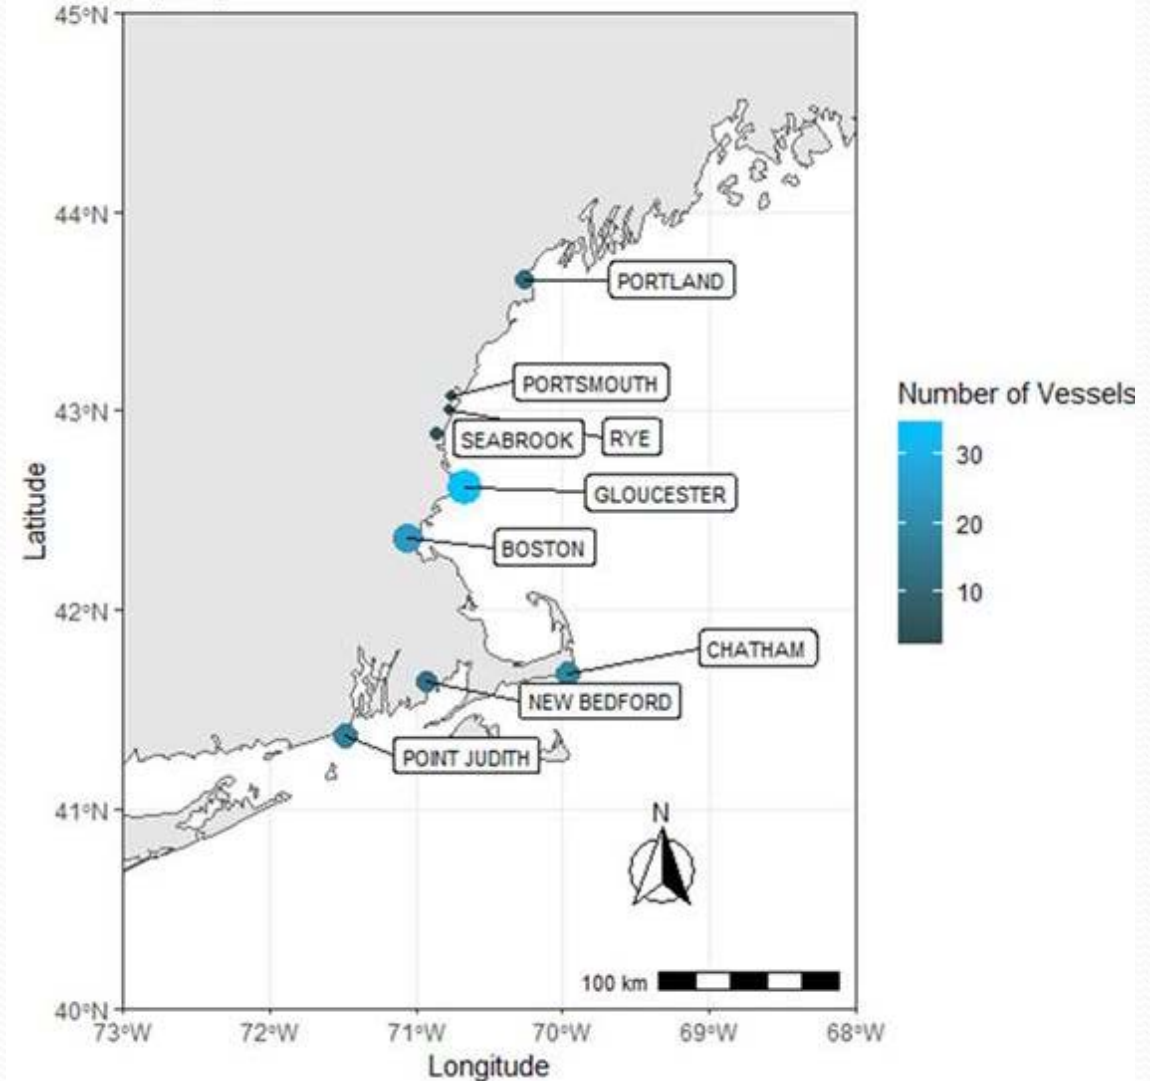 45°N
44°N
43°N
42°N
41°N
40°N
Latitude
PORTLAND
PORTSMOUTH
SEABROOK
RYE
GLOUCESTER
BOSTON
CHATHAM
NEW BEDFORD
POINT JUDITH
N
100 km
73°W 72°W 71°W 70°W 69°W 68°W
Longitude
Number of Vessels
30
20
10